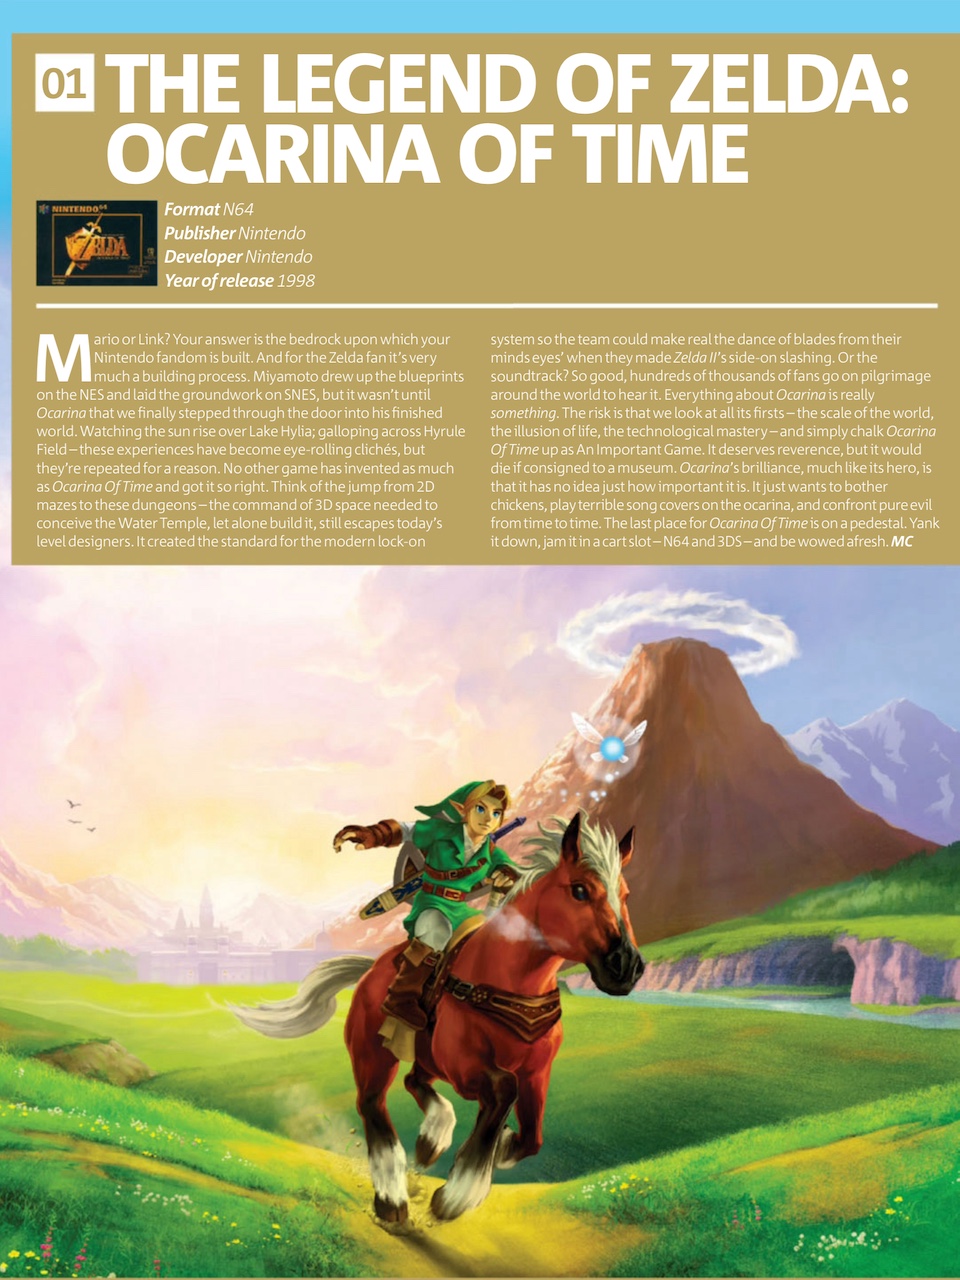 01 THE LEGEND OF ZELDA:
OCARINA OF TIME
NINTENDO64
ZELDA
Format N64
Publisher Nintendo
Developer Nintendo
Year of release 1998
Mario or Link? Your answer is the bedrock upon which your
Nintendo fandom is built. And for the Zelda fan it's very
much a building process. Miyamoto drew up the blueprints
on the NES and laid the groundwork on SNES, but it wasn't until
Ocarina that we finally stepped through the door into his finished
world. Watching the sun rise over Lake Hylia; galloping across Hyrule
Field – these experiences have become eye-rolling clichés, but
they're repeated for a reason. No other game has invented as much
as Ocarina Of Time and got it so right. Think of the jump from 2D
mazes to these dungeons – the command of 3D space needed to
conceive the Water Temple, let alone build it, still escapes today's
level designers. It created the standard for the modern lock-on
system so the team could make real the dance of blades from their
minds eyes' when they made Zelda II's side-on slashing. Or the
soundtrack? So good, hundreds of thousands of fans go on pilgrimage
around the world to hear it. Everything about Ocarina is really
something. The risk is that we look at all its firsts – the scale of the world,
the illusion of life, the technological mastery – and simply chalk Ocarina
Of Time up as An Important Game. It deserves reverence, but it would
die if consigned to a museum. Ocarina's brilliance, much like its hero, is
that it has no idea just how important it is. It just wants to bother
chickens, play terrible song covers on the ocarina, and confront pure evil
from time to time. The last place for Ocarina Of Time is on a pedestal. Yank
it down, jam it in a cart slot – N64 and 3DS – and be wowed afresh. MC